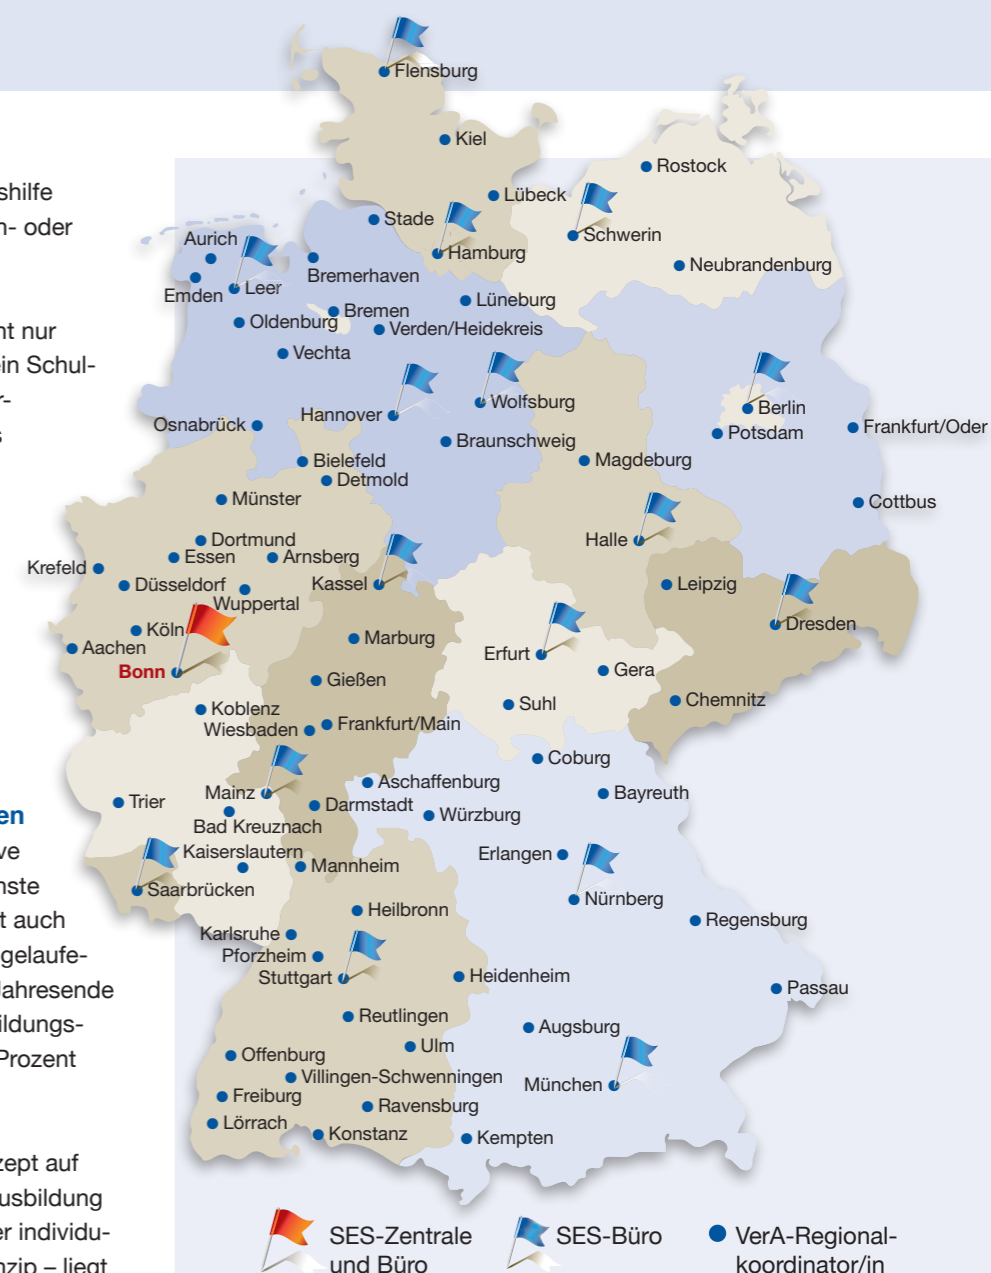 shilfe
n- oder
nt nur
ein Schul-
r-
s
en
ve
nste
t auch
gelaufe-
Jahresende
ildungs-
Prozent
zept auf
usbildung
er individu-
nzip – liegt
Flensburg
Kiel
Rostock
Lübeck
Stade
Schwerin
Aurich
Hamburg
Neubrandenburg
Bremerhaven
Emden
Leer
Lüneburg
Bremen
Oldenburg
Verden/Heidekreis
Vechta
Wolfsburg
Berlin
Hannover
Osnabrück
Frankfurt/Oder
Potsdam
Braunschweig
Bielefeld
Magdeburg
Detmold
Münster
Cottbus
Dortmund
Halle
Essen
Arnsberg
Krefeld
Düsseldorf
Kassel
Leipzig
Wuppertal
Dresden
Köln
Marburg
Aachen
Erfurt
Bonn
Gera
Gießen
Chemnitz
Suhl
Koblenz
Frankfurt/Main
Wiesbaden
Coburg
Aschaffenburg
Mainz
Bayreuth
Trier
Darmstadt
Würzburg
Bad Kreuznach
Kaiserslautern
Erlangen
Mannheim
Saarbrücken
Nürnberg
Heilbronn
Regensburg
Karlsruhe
Pforzheim
Stuttgart
Heidenheim
Passau
Reutlingen
Augsburg
Ulm
Offenburg
Villingen-Schwenningen
München
Freiburg
Ravensburg
Lörrach
Konstanz
Kempten
SES-Zentrale
und Büro
SES-Büro
VerA-Regional-
koordinator/in